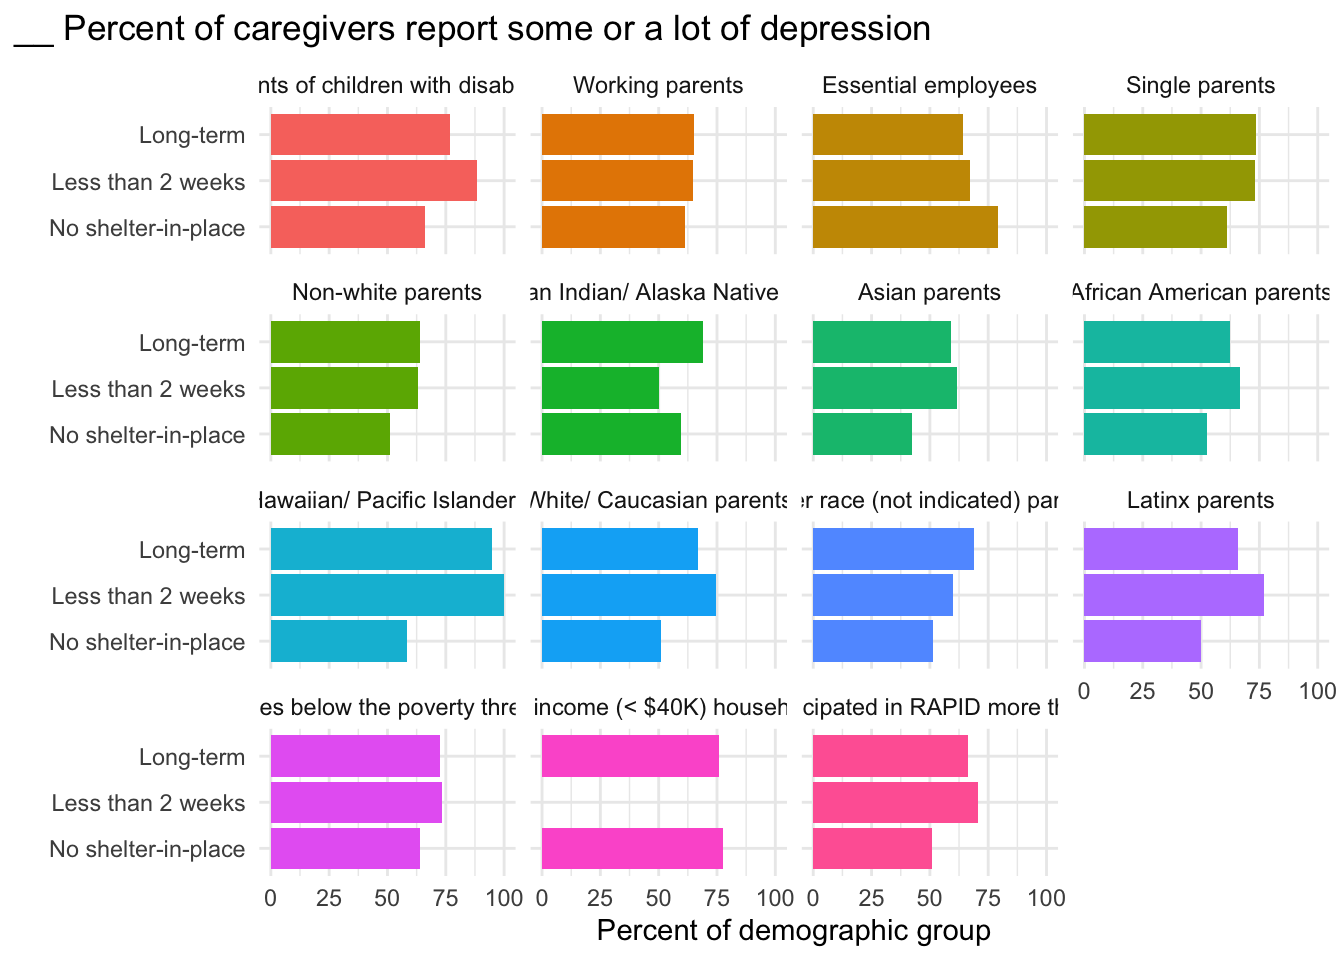 __ Percent of caregivers report some or a lot of depression
nts of children with disab Working parents Essential employees Single parents
Long-term
Less than 2 weeks
No shelter-in-place
Non-white parents an Indian/ Alaska Native Asian parents African American parents
Long-term
Less than 2 weeks
No shelter-in-place
Hawaiian/ Pacific Islander White/ Caucasian parents er race (not indicated) par Latinx parents
Long-term
Less than 2 weeks
No shelter-in-place
0 25 50 75 100
es below the poverty thre income (< $40K) househ cipated in RAPID more th
Long-term
Less than 2 weeks
No shelter-in-place
0 25 50 75 100 0 25 50 75 100 0 25 50 75 100
Percent of demographic group